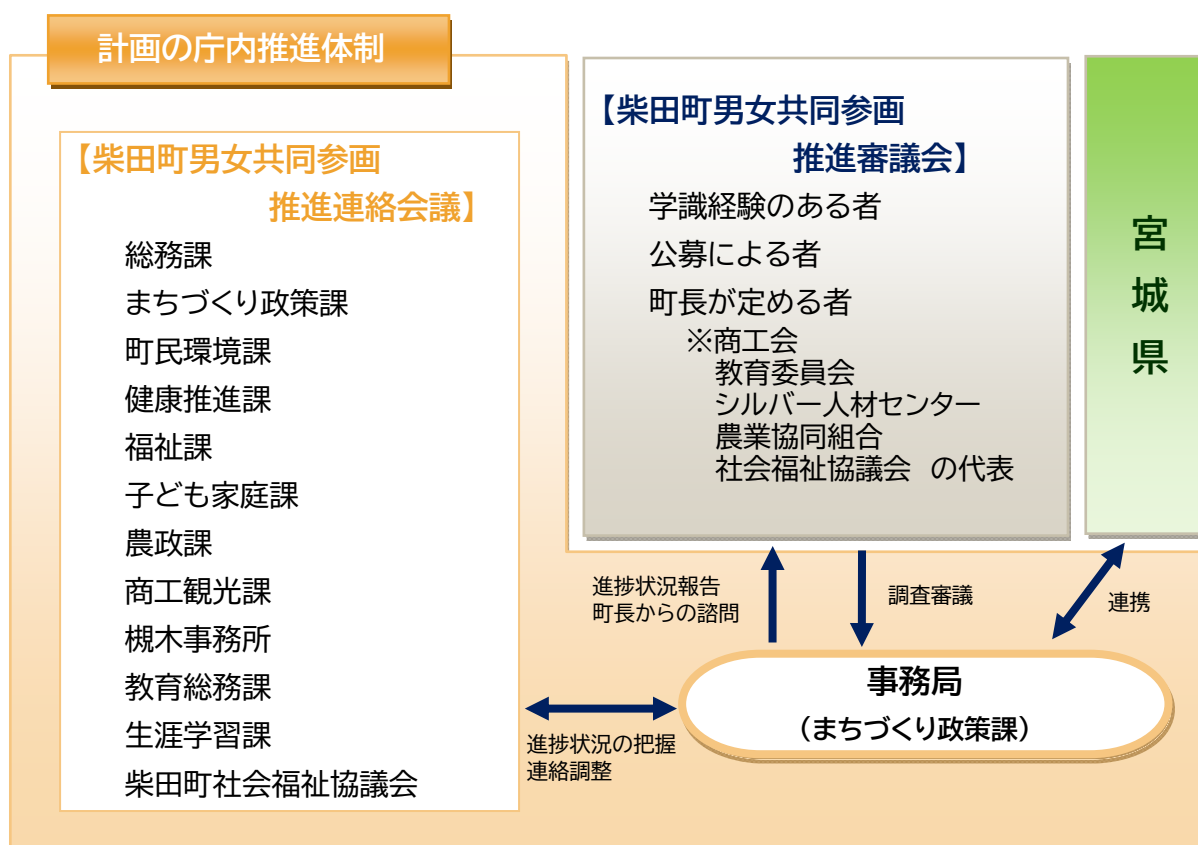 計画の庁内推進体制
【柴田町男女共同参画
推進連絡会議】
総務課
まちづくり政策課
町民環境課
健康推進課
福祉課
子ども家庭課
農政課
商工観光課
槻木事務所
教育総務課
生涯学習課
柴田町社会福祉協議会
【柴田町男女共同参画
推進審議会】
学識経験のある者
公募による者
町長が定める者
※商工会
教育委員会
シルバー人材センター
農業協同組合
社会福祉協議会 の代表
宮城県
進捗状況報告
町長からの諮問
調査審議
連携
事務局
(まちづくり政策課)
進捗状況の把握
連絡調整